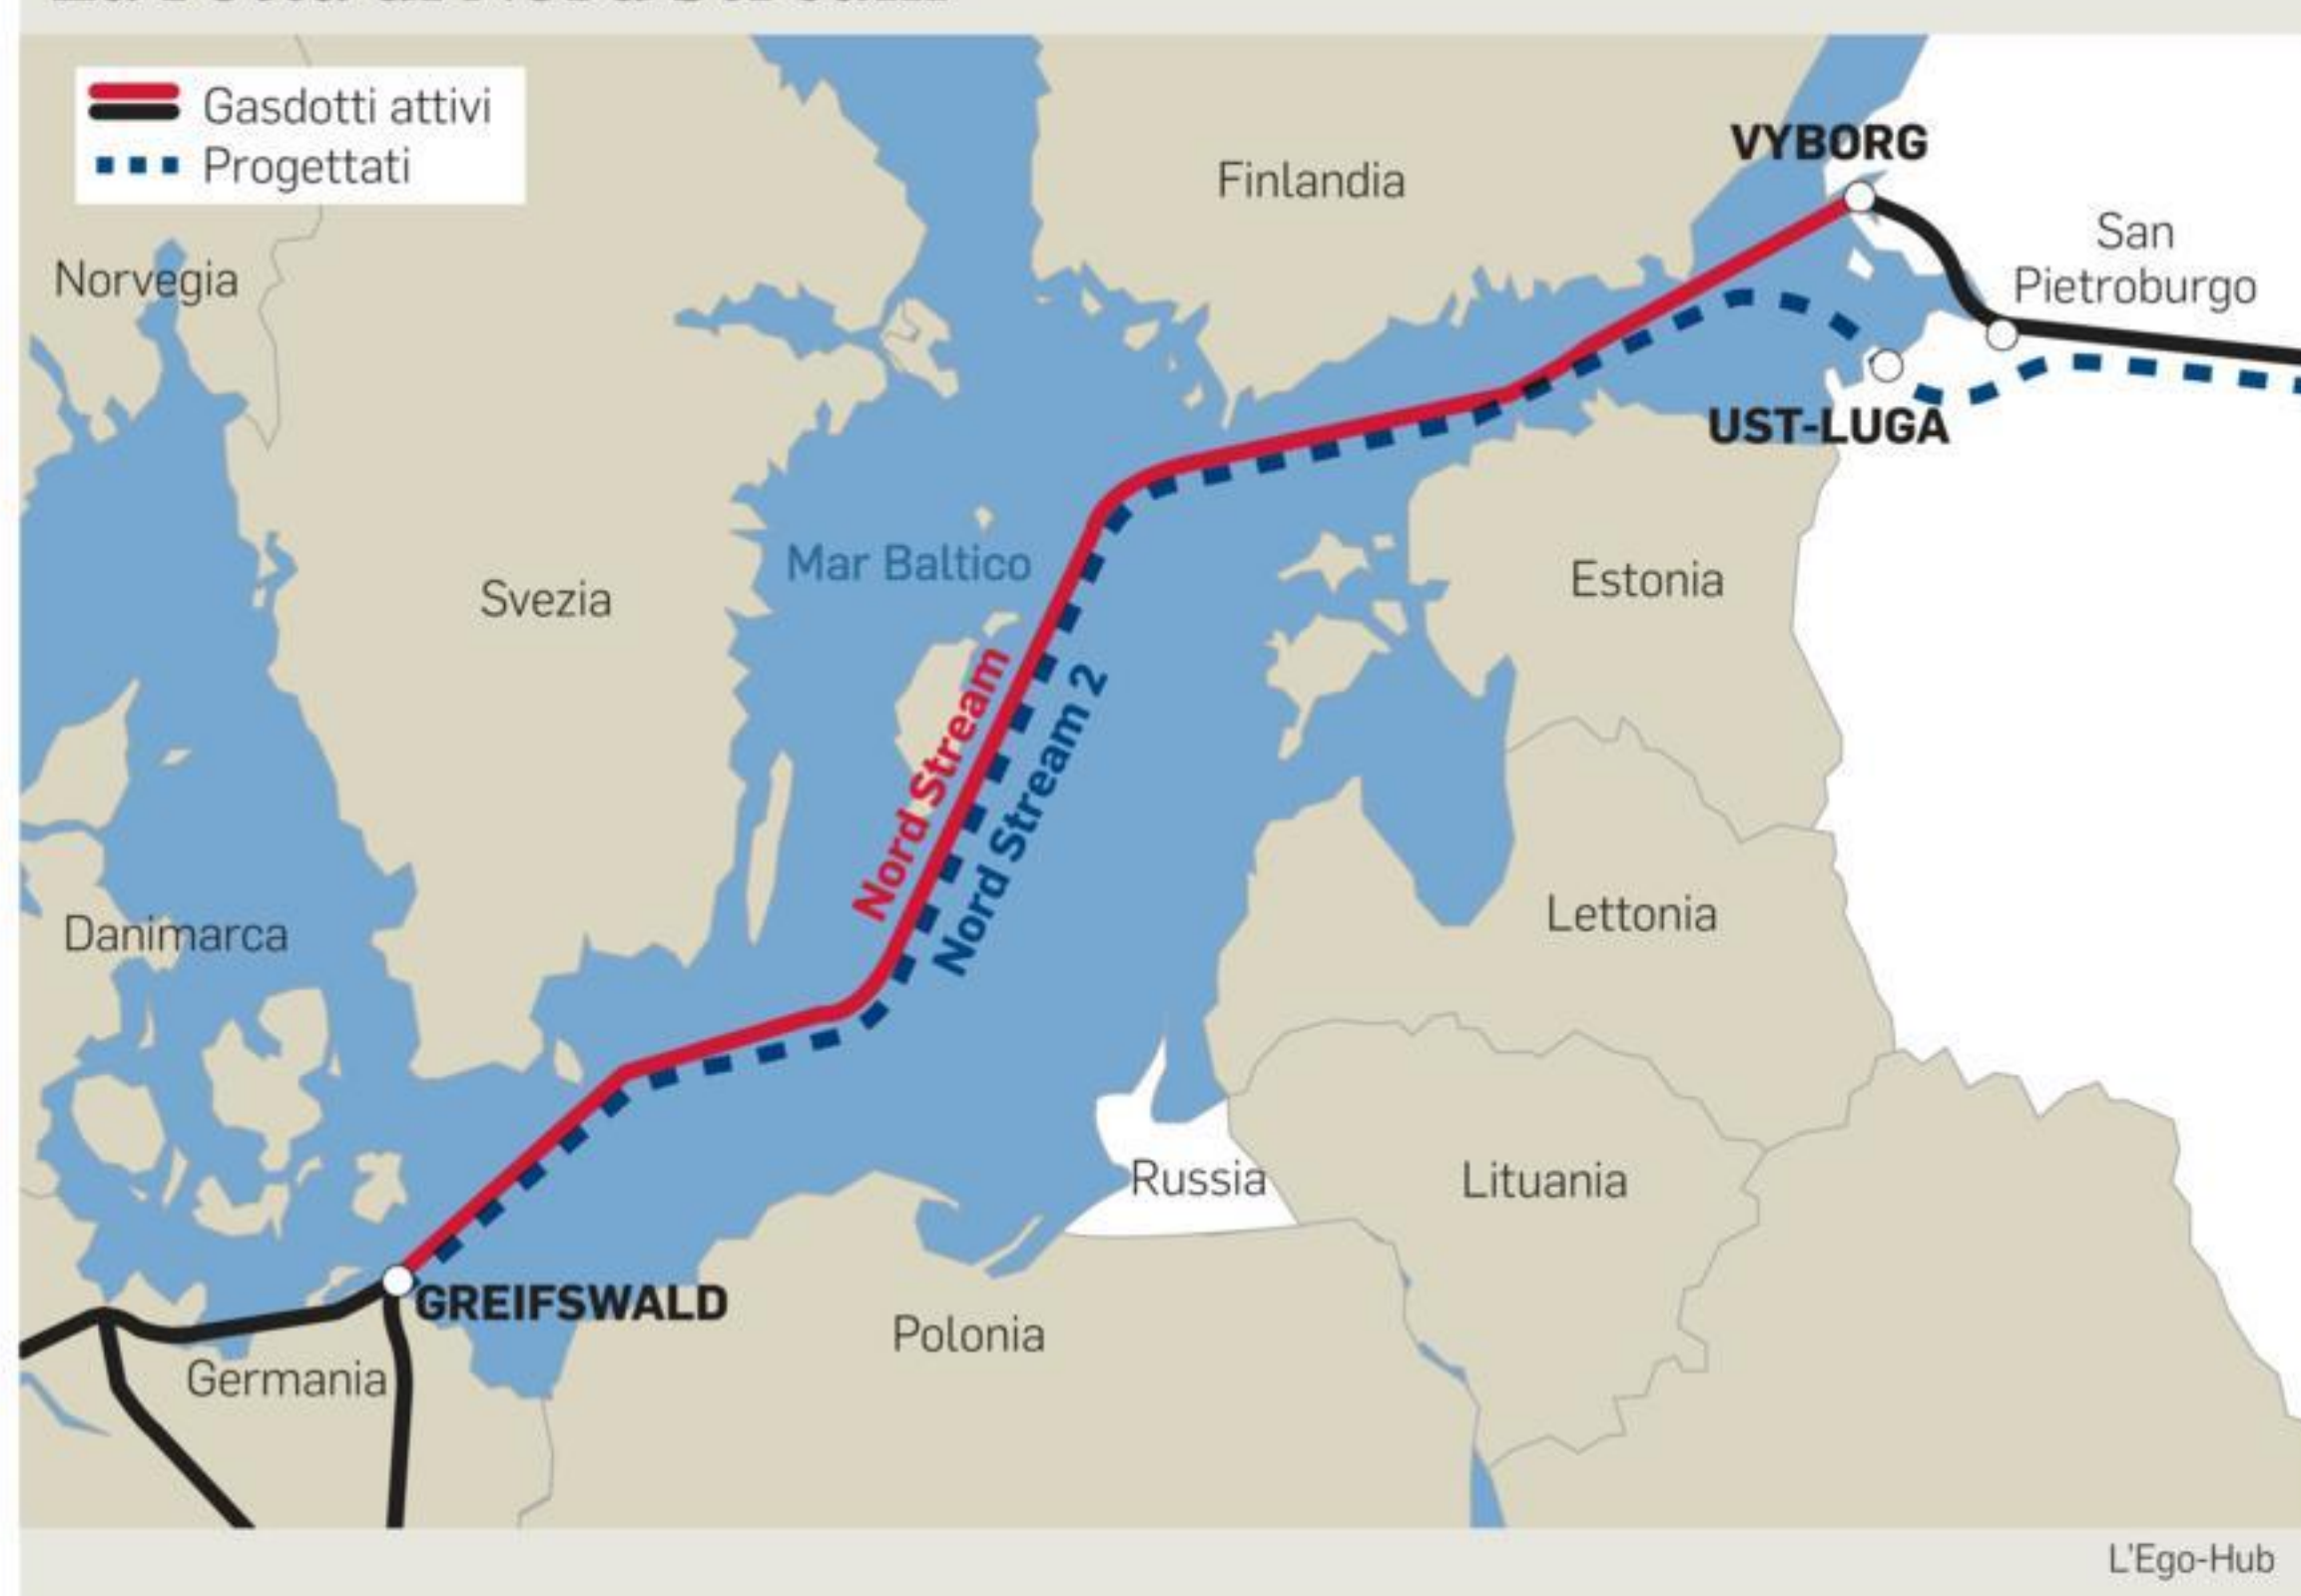 Gasdotti attivi
Progettati
Norvegia
Finlandia
VYBORG
San
Pietroburgo
UST-LUGA
Mar Baltico
Svezia
Estonia
Nord Stream
Nord Stream 2
Lettonia
Danimarca
Russia
Lituania
GREIFSWALD
Polonia
Germania
L'Ego-Hub